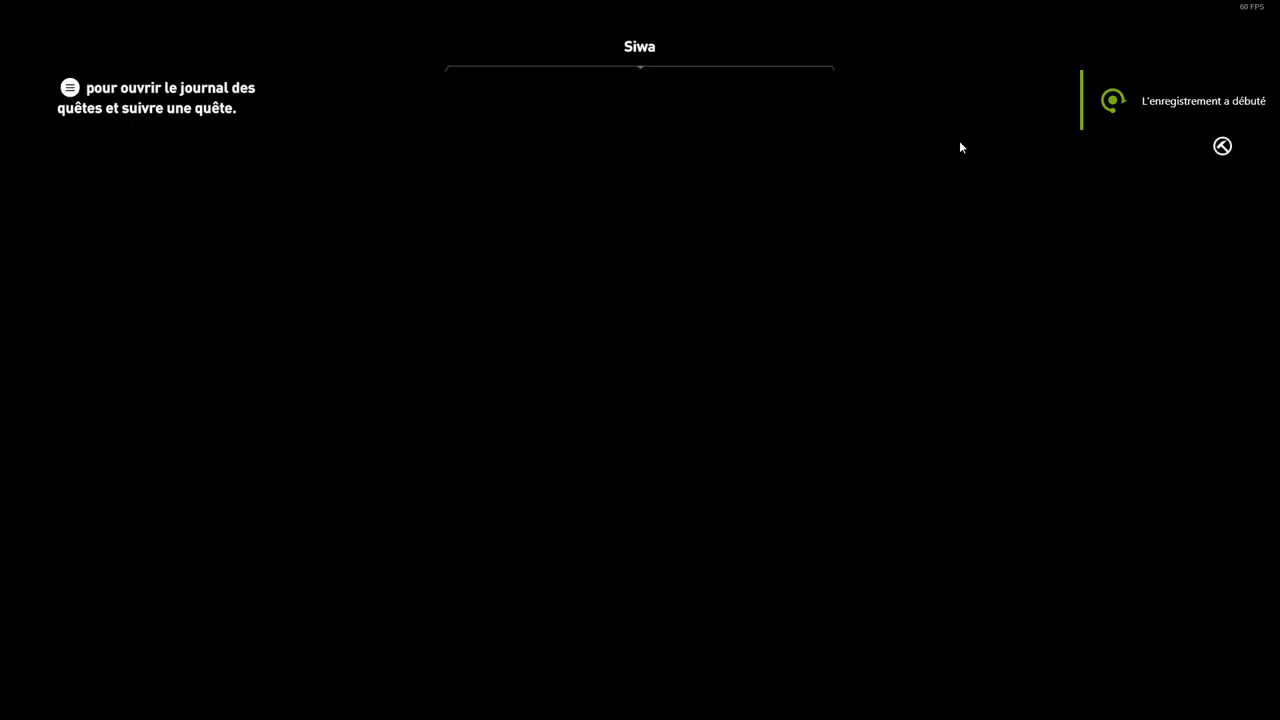 60 FPS
Siwa
pour ouvrir le journal des
quêtes et suivre une quête.
L'enregistrement a débuté